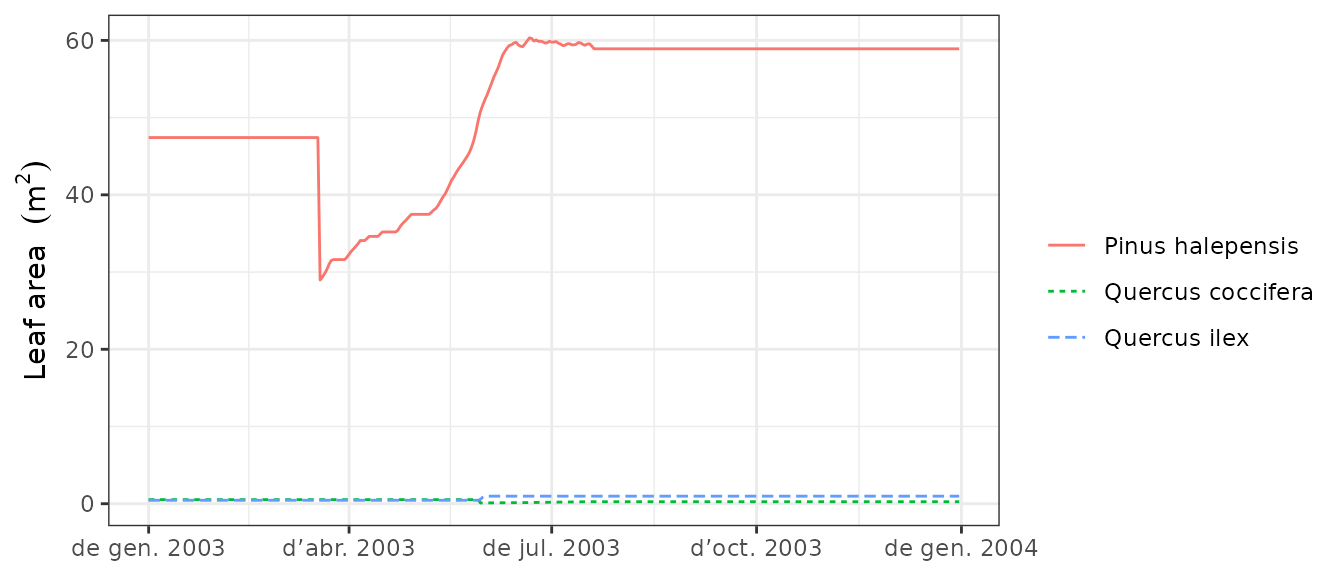 Leaf area (m²)
60
40
20
0
de gen. 2003
d’abr. 2003
de jul. 2003
d’oct. 2003
de gen. 2004
Pinus halepensis
Quercus coccifera
Quercus ilex